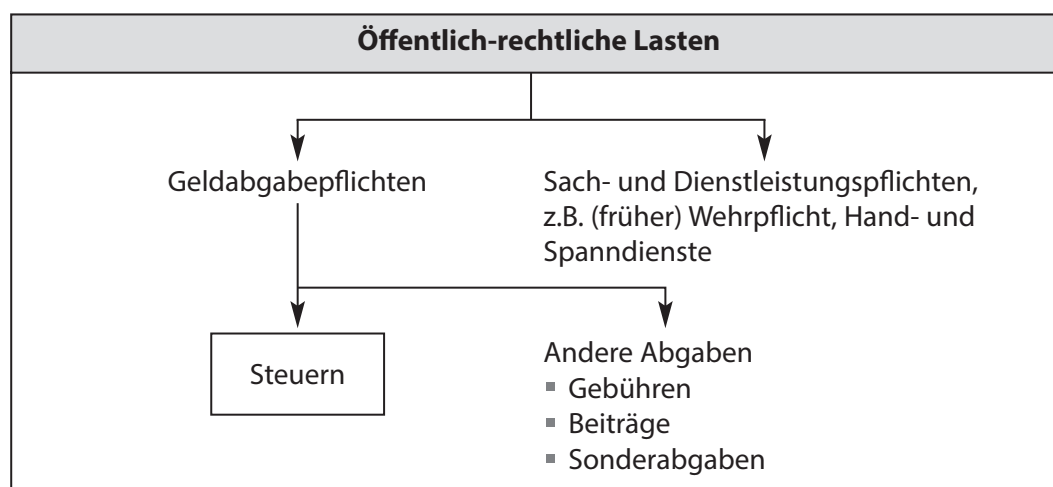 Öffentlich-rechtliche Lasten
Geldabgabepflichten
Sach- und Dienstleistungspflichten,
z.B. (früher) Wehrpflicht, Hand- und
Spanndienste
Steuern
Andere Abgaben
▪ Gebühren
▪ Beiträge
▪ Sonderabgaben